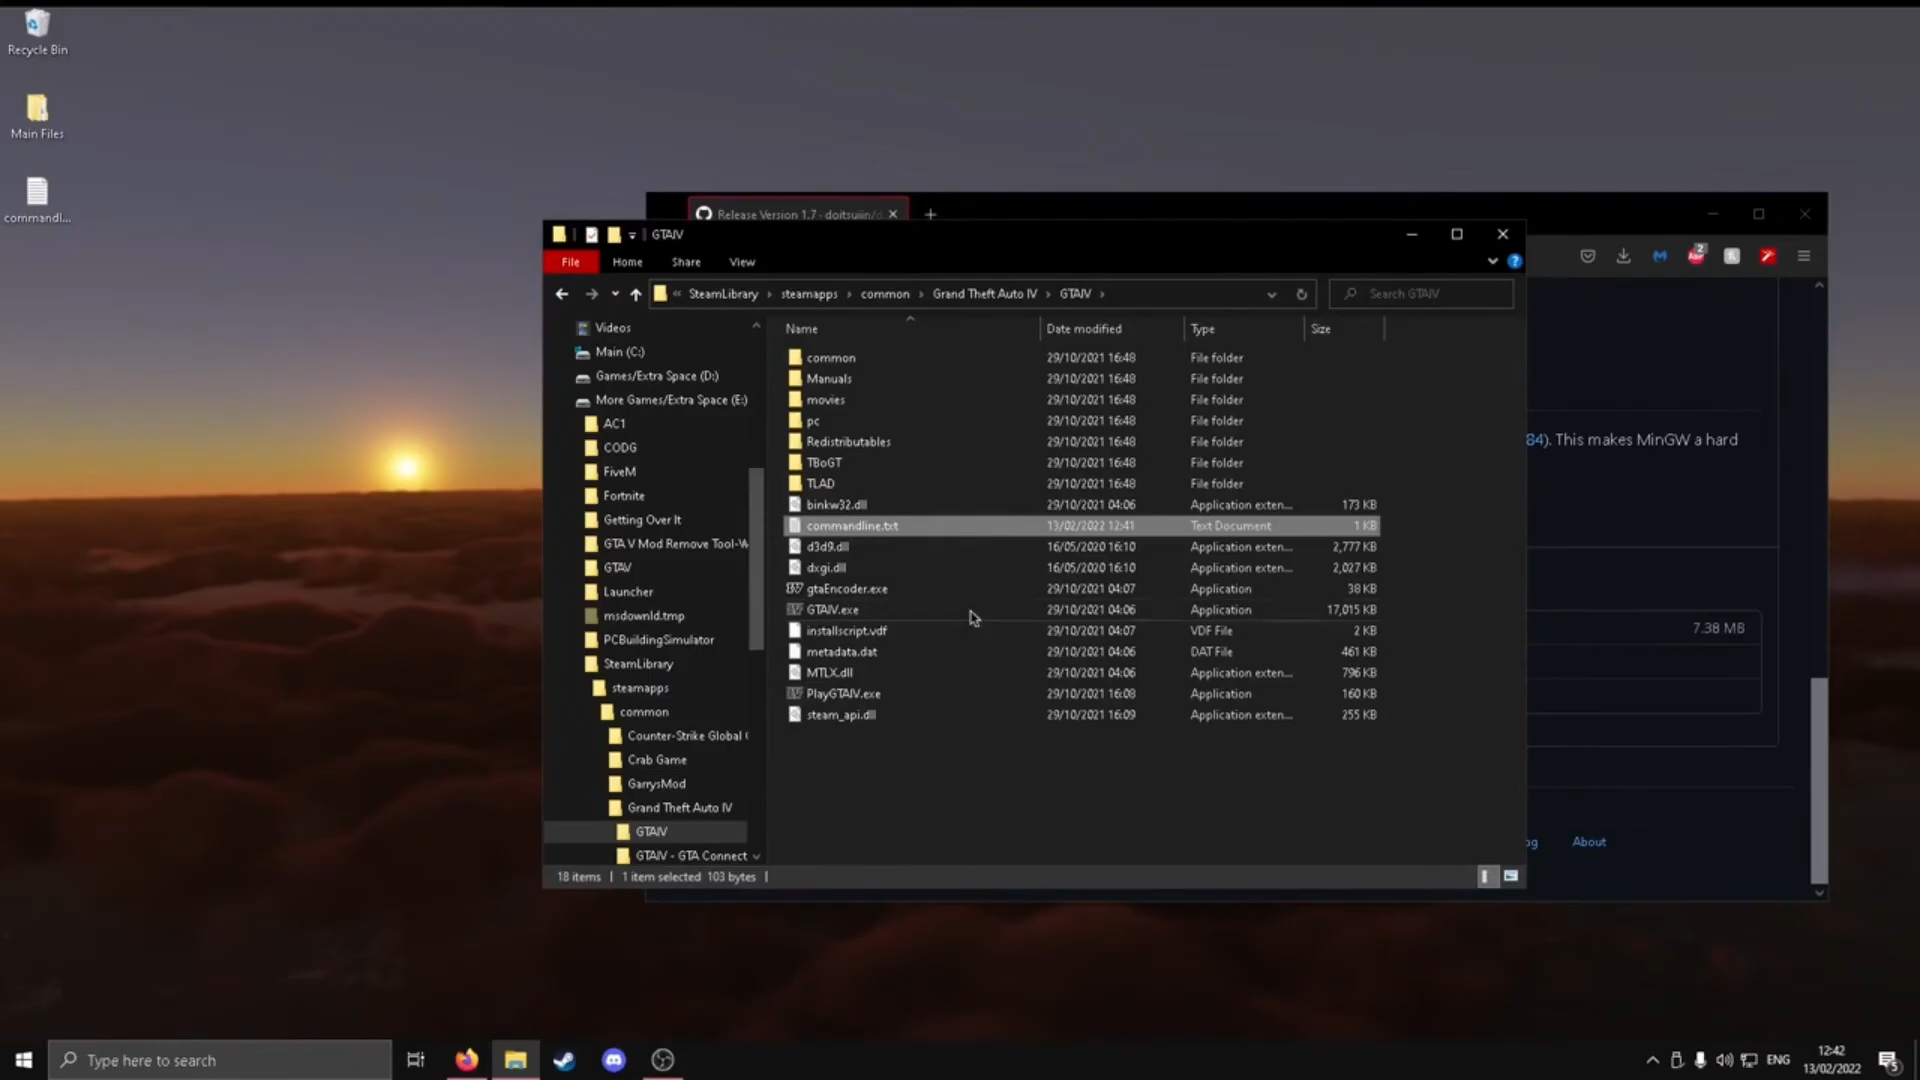 Recycle Bin
Main Files
commandl...
Release Version 1.7 · doitsujin/d
GTAIV
File
Home
Share
View
SteamLibrary
steamapps
common
Grand Theft Auto IV
GTAIV
Search GTAIV
Name
Date modified
Type
Size
Videos
Main (C:)
Games/Extra Space (D:)
More Games/Extra Space (E:)
AC1
CODG
FiveM
Fortnite
Getting Over It
GTA V Mod Remove Tool-W
GTAV
Launcher
msdownld.tmp
PCBuildingSimulator
SteamLibrary
steamapps
common
Counter-Strike Global
Crab Game
GarrysMod
Grand Theft Auto IV
GTAIV
GTAIV - GTA Connect
common 29/10/2021 16:48 File folder
Manuals 29/10/2021 16:48 File folder
movies 29/10/2021 16:48 File folder
pc 29/10/2021 16:48 File folder
Redistributables 29/10/2021 16:48 File folder
TBoGT 29/10/2021 16:48 File folder
TLAD 29/10/2021 16:48 File folder
binkw32.dll 29/10/2021 04:06 Application exten... 173 KB
commandline.txt 13/02/2022 12:41 Text Document 1 KB
d3d9.dll 16/05/2020 16:10 Application exten... 2,777 KB
dxgi.dll 16/05/2020 16:10 Application exten... 2,027 KB
gtaEncoder.exe 29/10/2021 04:07 Application 38 KB
GTAIV.exe 29/10/2021 04:06 Application 17,015 KB
installscript.vdf 29/10/2021 04:07 VDF File 2 KB
metadata.dat 29/10/2021 04:06 DAT File 461 KB
MTLX.dll 29/10/2021 04:06 Application exten... 796 KB
PlayGTAIV.exe 29/10/2021 16:08 Application 160 KB
steam_api.dll 29/10/2021 16:09 Application exten... 255 KB
18 items
1 item selected 103 bytes
2
84). This makes MinGW a hard
7.38 MB
og
About
Type here to search
ENG
12:42
13/02/2022
5